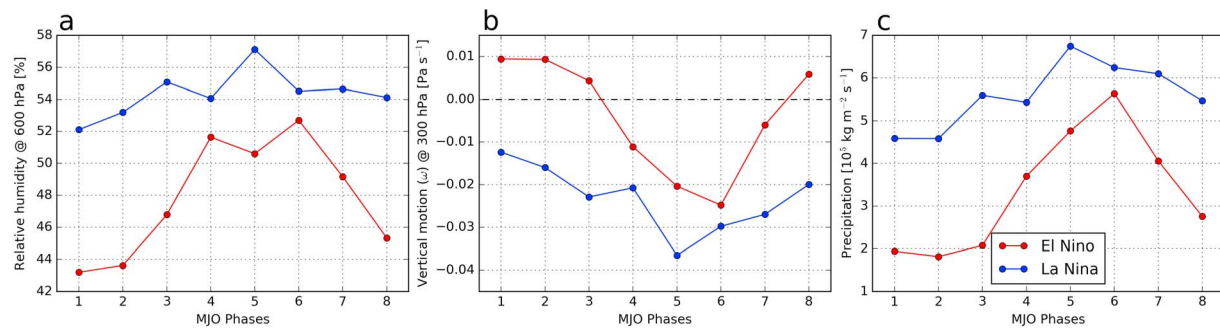 a
Relative humidity @ 600 hPa [%]
58
56
54
52
50
48
46
44
42
1 2 3 4 5 6 7 8
MJO Phases
b
Vertical motion (ω) @ 300 hPa [Pa s⁻¹]
0.01
0.00
−0.01
−0.02
−0.03
−0.04
1 2 3 4 5 6 7 8
MJO Phases
c
Precipitation [10⁵ kg m⁻² s⁻¹]
7
6
5
4
3
2
1
1 2 3 4 5 6 7 8
MJO Phases
El Nino
La Nina